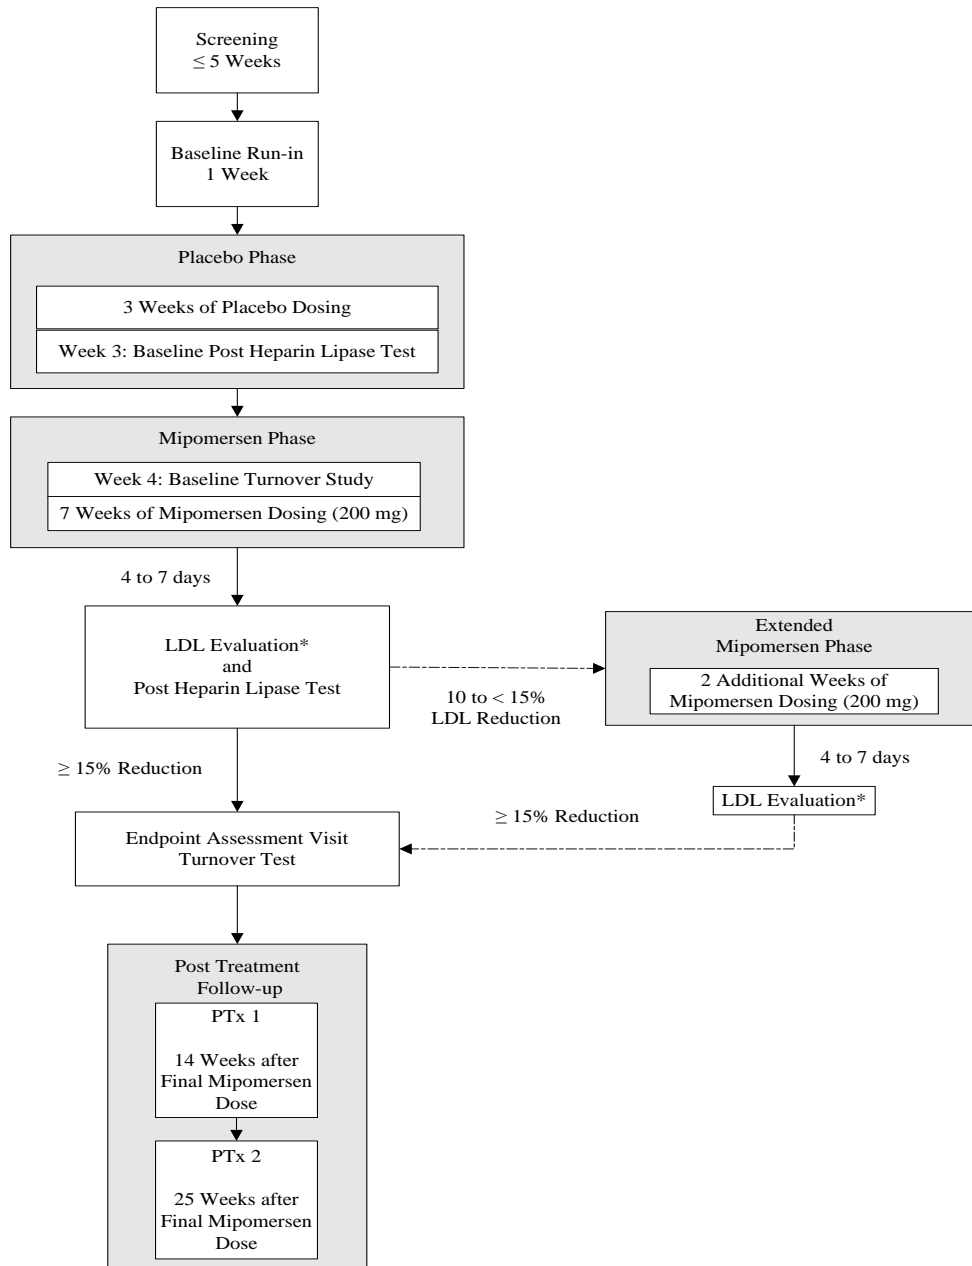 Screening
≤ 5 Weeks
Baseline Run-in
1 Week
Placebo Phase
3 Weeks of Placebo Dosing
Week 3: Baseline Post Heparin Lipase Test
Mipomersen Phase
Week 4: Baseline Turnover Study
7 Weeks of Mipomersen Dosing (200 mg)
4 to 7 days
LDL Evaluation*
and
Post Heparin Lipase Test
10 to < 15%
LDL Reduction
Extended
Mipomersen Phase
2 Additional Weeks of
Mipomersen Dosing (200 mg)
4 to 7 days
LDL Evaluation*
≥ 15% Reduction
≥ 15% Reduction
Endpoint Assessment Visit
Turnover Test
Post Treatment
Follow-up
PTx 1
14 Weeks after
Final Mipomersen
Dose
PTx 2
25 Weeks after
Final Mipomersen
Dose